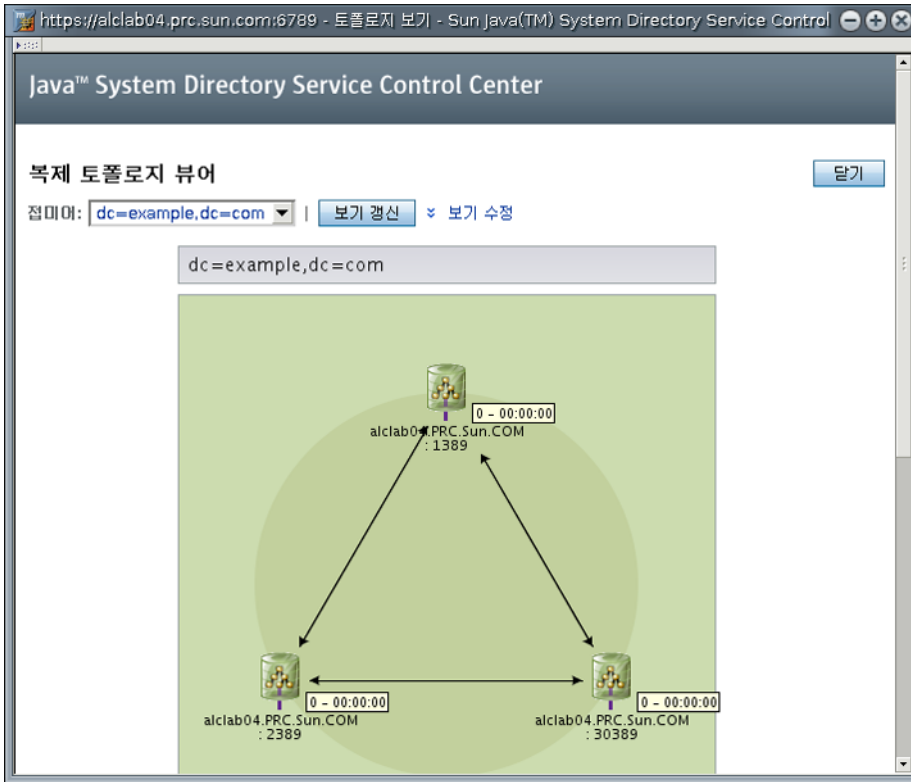 https://alclab04.prc.sun.com:6789 - 토폴로지 보기 - Sun Java(TM) System Directory Service Control
Java™ System Directory Service Control Center
복제 토폴로지 뷰어
닫기
접미어: dc=example,dc=com | 보기 갱신 보기 수정
dc=example,dc=com
0 - 00:00:00
alclab04.PRC.Sun.COM
: 1389
0 - 00:00:00
alclab04.PRC.Sun.COM
: 2389
0 - 00:00:00
alclab04.PRC.Sun.COM
: 30389